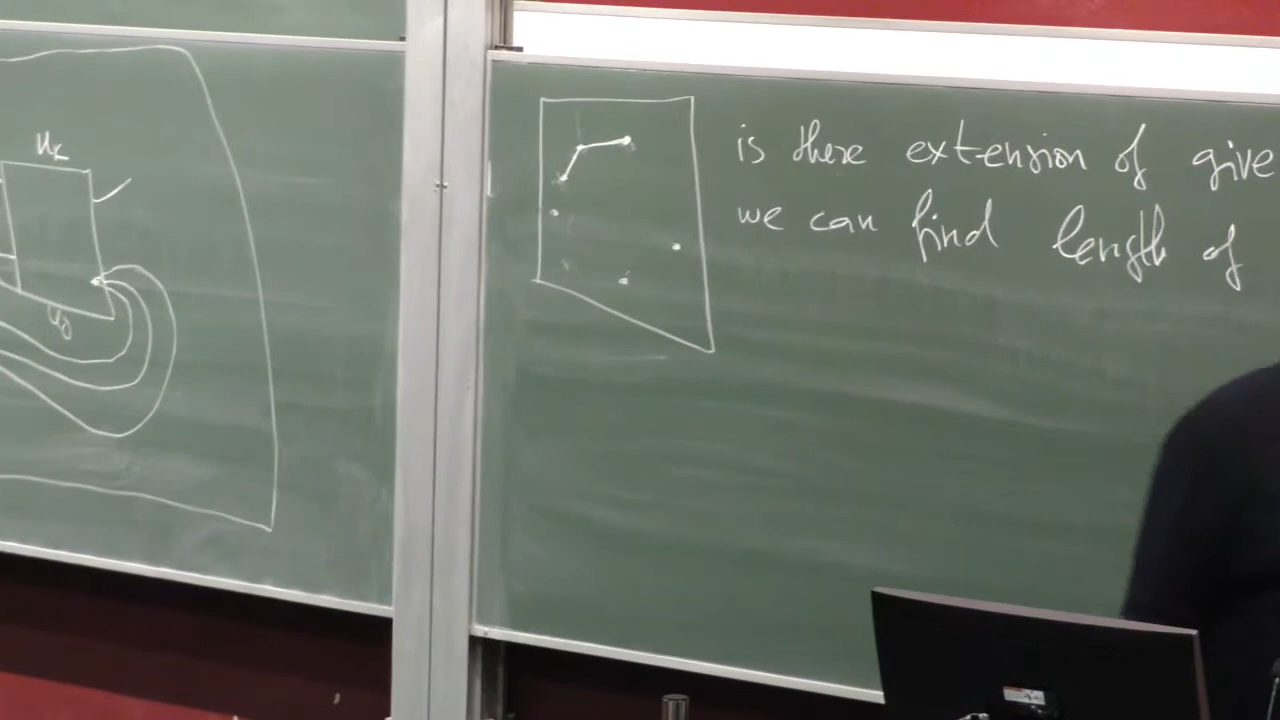 is there extension of give
we can find length of